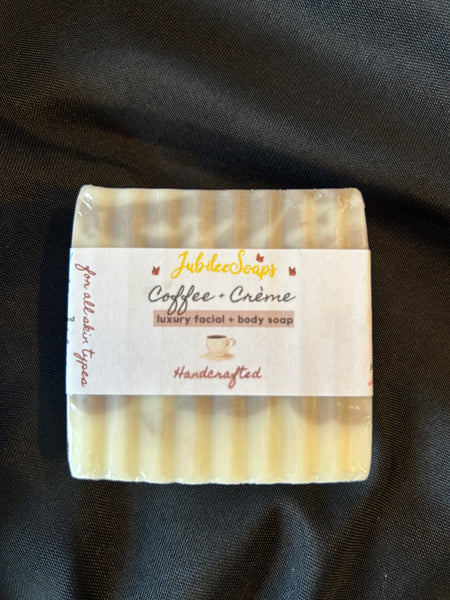 JubileeSoaps
Coffee + Crème
luxury facial + body soap
Handcrafted
for all skin types